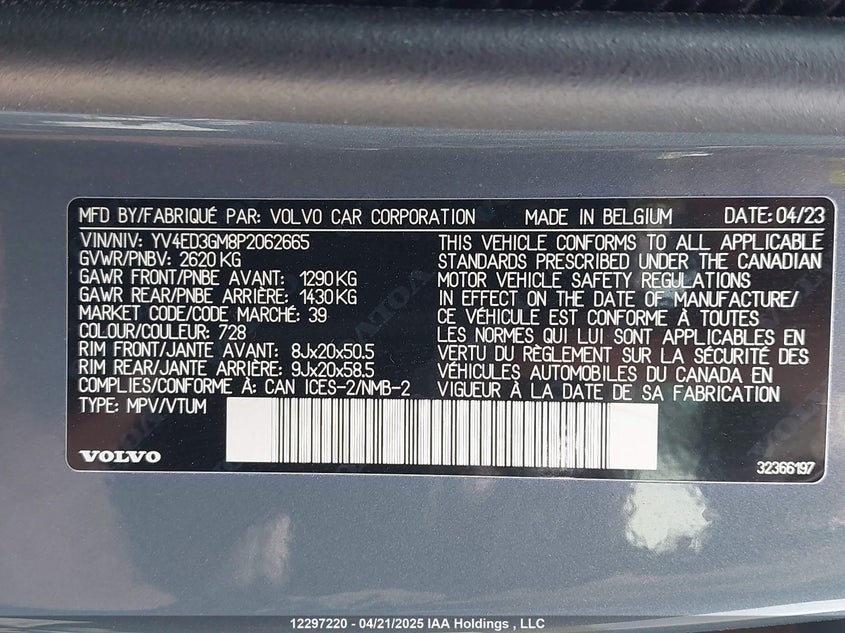 MFD BY/FABRIQUÉ PAR: VOLVO CAR CORPORATION MADE IN BELGIUM DATE: 04/23
VIN/NIV: YV4ED3GM8P2062665
GVWR/PNBV: 2620 KG
GAWR FRONT/PNBE AVANT: 1290 KG
GAWR REAR/PNBE ARRIÈRE: 1430 KG
MARKET CODE/CODE MARCHÉ: 39
COLOUR/COULEUR: 728
RIM FRONT/JANTE AVANT: 8Jx20x50.5
RIM REAR/JANTE ARRIÈRE: 9Jx20x58.5
COMPLIES/CONFORME À: CAN ICES-2/NMB-2
TYPE: MPV/VTUM
THIS VEHICLE CONFORMS TO ALL APPLICABLE
STANDARDS PRESCRIBED UNDER THE CANADIAN
MOTOR VEHICLE SAFETY REGULATIONS
IN EFFECT ON THE DATE OF MANUFACTURE/
CE VÉHICULE EST CONFORME À TOUTES
LES NORMES QUI LUI SONT APPLICABLES EN
VERTU DU RÈGLEMENT SUR LA SÉCURITÉ DES
VÉHICULES AUTOMOBILES DU CANADA EN
VIGUEUR À LA DATE DE SA FABRICATION
VOLVO
32366197
12297220 - 04/21/2025 IAA Holdings , LLC